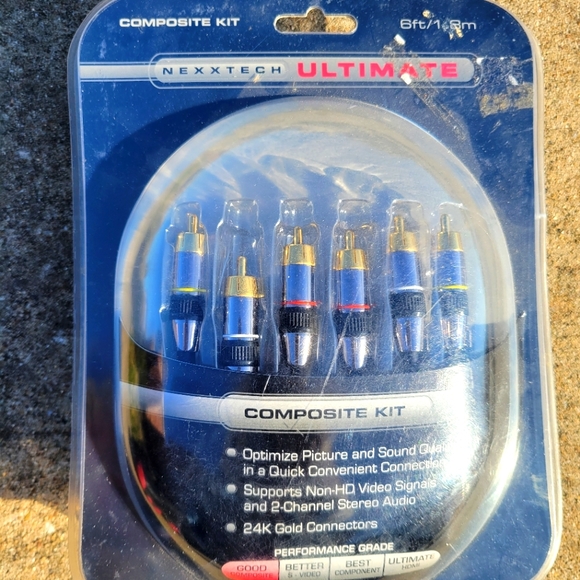 COMPOSITE KIT
6ft/1.8m
NEXXTECH ULTIMATE
COMPOSITE KIT
Optimize Picture and Sound
in a Quick Convenient Connection
Supports Non-HD Video Signals
and 2-Channel Stereo Audio
24K Gold Connectors
PERFORMANCE GRADE
GOOD BETTER BEST ULTIMATE
COMPOSITE S-VIDEO COMPONENT HDMI